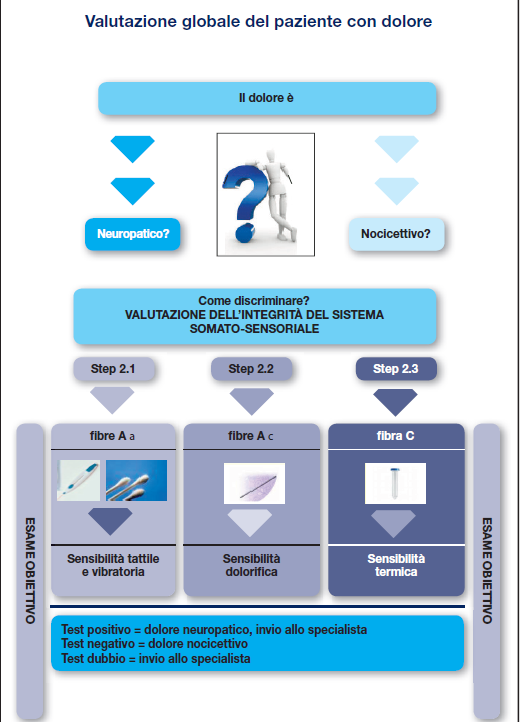 Valutazione globale del paziente con dolore
Il dolore è
Neuropatico?
Nocicettivo?
Come discriminare?
VALUTAZIONE DELL'INTEGRITÀ DEL SISTEMA
SOMATO-SENSORIALE
Step 2.1
Step 2.2
Step 2.3
ESAME OBIETTIVO
fibre A a
fibre A c
fibra C
Sensibilità tattile
e vibratoria
Sensibilità
dolorifica
Sensibilità
termica
ESAME OBIETTIVO
Test positivo = dolore neuropatico, invio allo specialista
Test negativo = dolore nocicettivo
Test dubbio = invio allo specialista